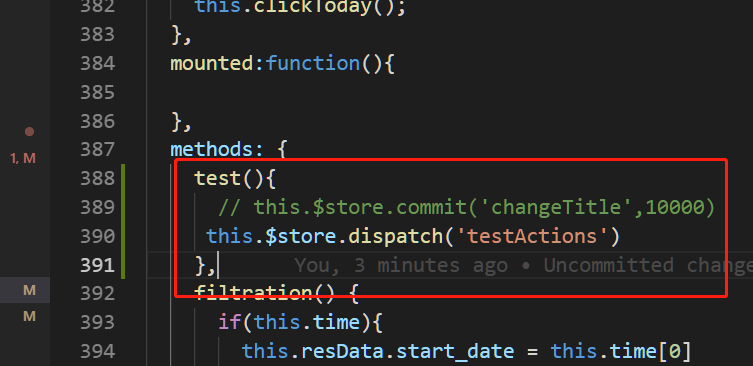 382 this.clickToday();
383 },
384 mounted:function(){
385
386 },
387 methods: {
388 test(){
1, M
389 // this.$store.commit('changeTitle',10000)
390 this.$store.dispatch('testActions')
391 }, You, 3 minutes ago • Uncommitted change
M 392 filtration() {
M 393 if(this.time){
394 this.resData.start_date = this.time[0]